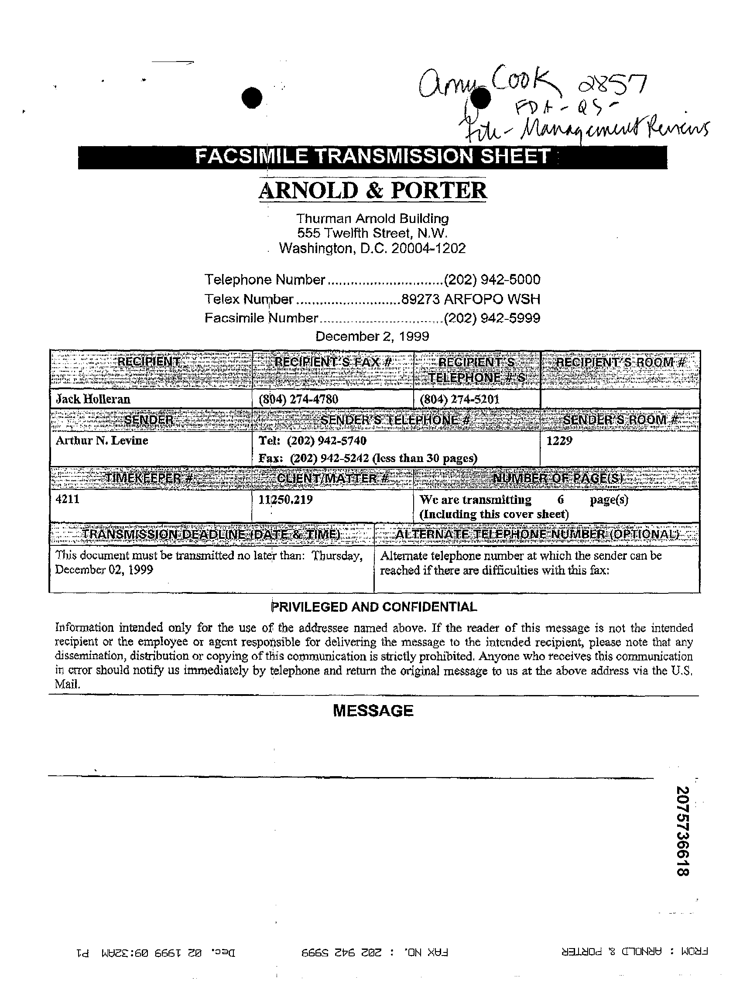 Amy Cook 2857
FDA - QS -
File - Management Reviews
FACSIMILE TRANSMISSION SHEET
ARNOLD & PORTER
Thurman Arnold Building
555 Twelfth Street, N.W.
Washington, D.C. 20004-1202
Telephone Number.............................(202) 942-5000
Telex Number...........................89273 ARFOPO WSH
Facsimile Number...............................(202) 942-5999
December 2, 1999
RECIPIENT RECIPIENT'S FAX # RECIPIENT'S TELEPHONE #'S RECIPIENT'S ROOM #
Jack Holleran (804) 274-4780 (804) 274-5201
SENDER SENDER'S TELEPHONE # SENDER'S ROOM #
Arthur N. Levine Tel: (202) 942-5740 1229
Fax: (202) 942-5242 (less than 30 pages)
TIMEKEEPER # CLIENT/MATTER # NUMBER OF PAGE(S)
4211 11250.219 We are transmitting 6 page(s)
(Including this cover sheet)
TRANSMISSION DEADLINE (DATE & TIME) ALTERNATE TELEPHONE NUMBER (OPTIONAL)
This document must be transmitted no later than: Thursday, Alternate telephone number at which the sender can be
December 02, 1999 reached if there are difficulties with this fax:
PRIVILEGED AND CONFIDENTIAL
Information intended only for the use of the addressee named above. If the reader of this message is not the intended
recipient or the employee or agent responsible for delivering the message to the intended recipient, please note that any
dissemination, distribution or copying of this communication is strictly prohibited. Anyone who receives this communication
in error should notify us immediately by telephone and return the original message to us at the above address via the U.S.
Mail.
MESSAGE
2075736618
FROM : ARNOLD & PORTER FAX NO. : 202 942 5999 Dec. 02 1999 09:32AM P1